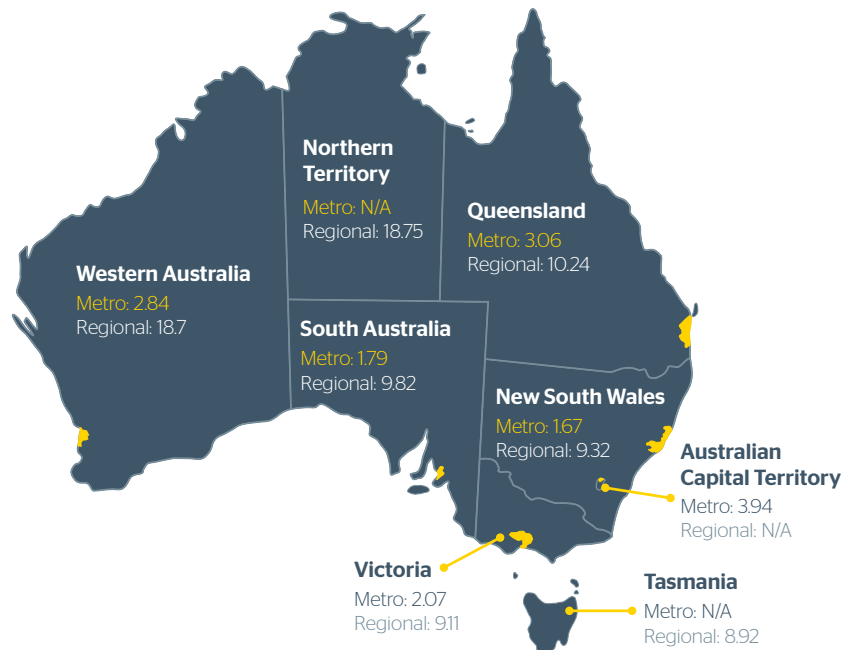 Northern
Territory
Metro: N/A
Regional: 18.75
Queensland
Metro: 3.06
Regional: 10.24
Western Australia
Metro: 2.84
Regional: 18.7
South Australia
Metro: 1.79
Regional: 9.82
New South Wales
Metro: 1.67
Regional: 9.32
Australian
Capital Territory
Metro: 3.94
Regional: N/A
Victoria
Metro: 2.07
Regional: 9.11
Tasmania
Metro: N/A
Regional: 8.92